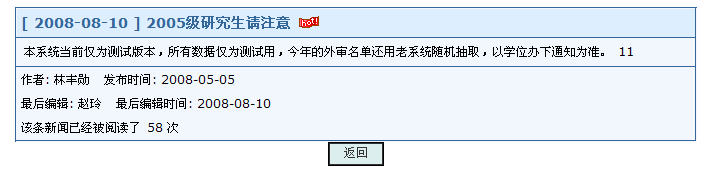 [ 2008-08-10 ] 2005级研究生请注意 Hot!
本系统当前仅为测试版本，所有数据仅为测试用，今年的外审名单还用老系统随机抽取，以学位办下通知为准。 11
作者: 林半勋 发布时间: 2008-05-05
最后编辑: 赵玲 最后编辑时间: 2008-08-10
该条新闻已经被阅读了 58 次
返回